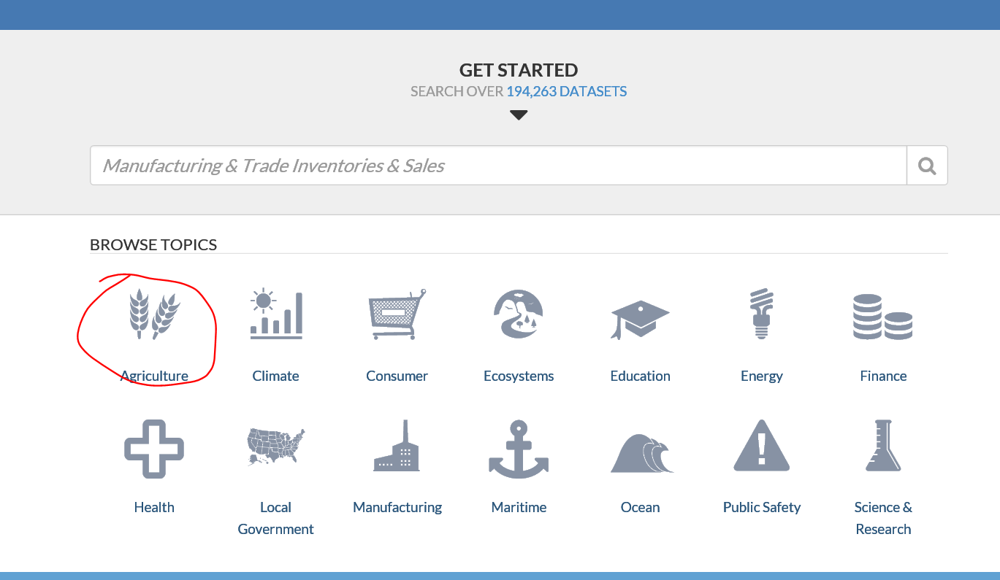 GET STARTED
SEARCH OVER 194,263 DATASETS
Manufacturing & Trade Inventories & Sales
BROWSE TOPICS
Agriculture
Climate
Consumer
Ecosystems
Education
Energy
Finance
Health
Local
Government
Manufacturing
Maritime
Ocean
Public Safety
Science &
Research